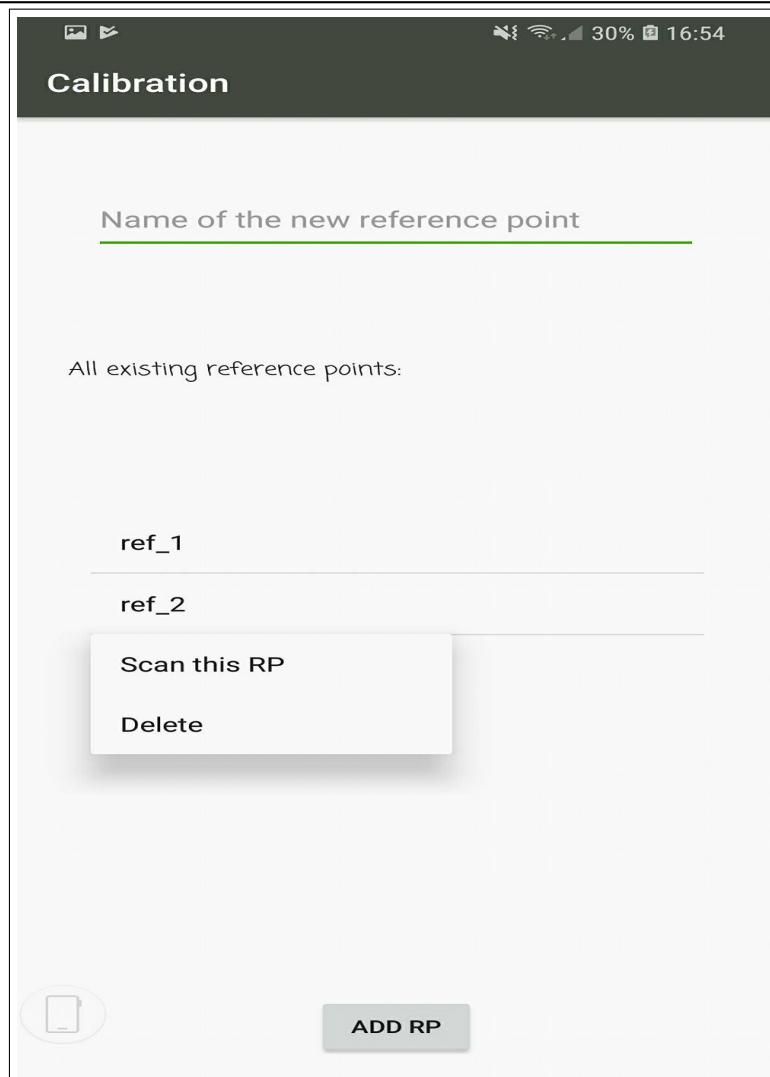 30% 16:54
Calibration
Name of the new reference point
All existing reference points:
ref_1
ref_2
Scan this RP
Delete
ADD RP